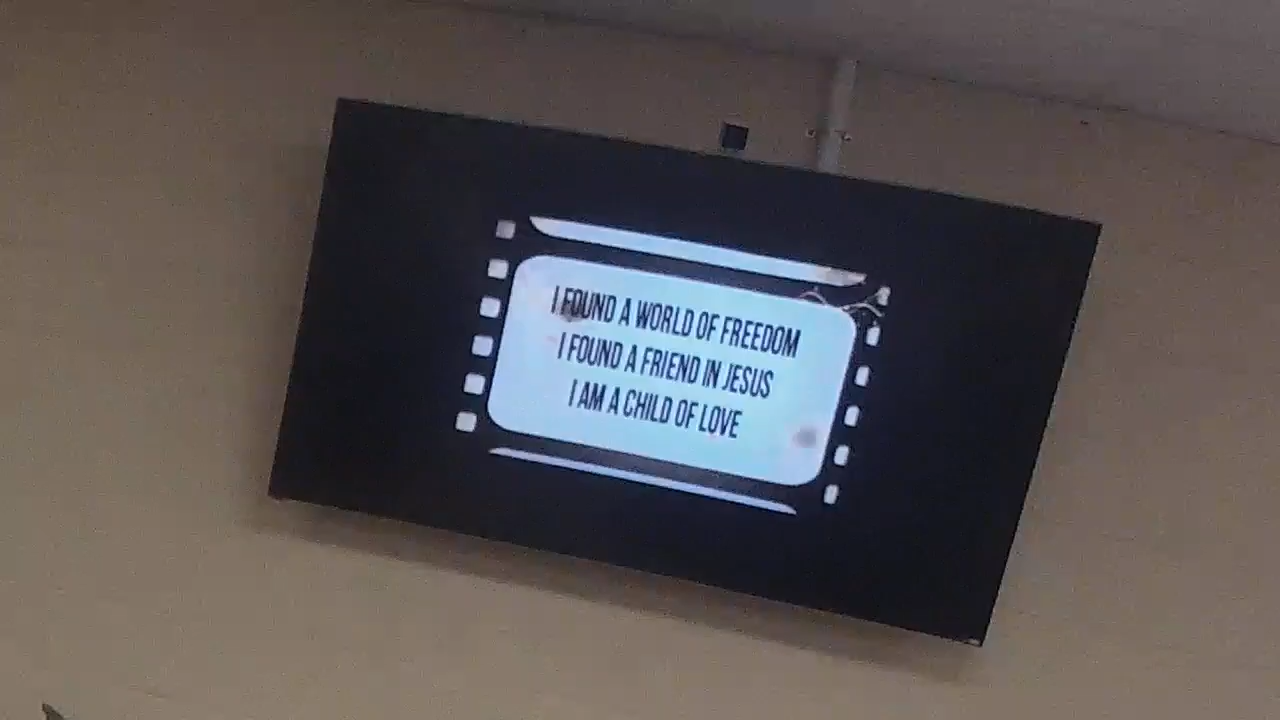 I FOUND A WORLD OF FREEDOM
I FOUND A FRIEND IN JESUS
I AM A CHILD OF LOVE